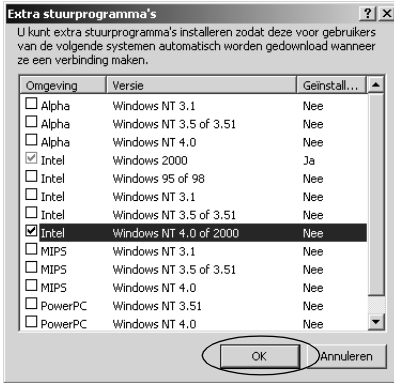 Extra stuurprogramma's
U kunt extra stuurprogramma's installeren zodat deze voor gebruikers
van de volgende systemen automatisch worden gedownload wanneer
ze een verbinding maken.
Omgeving Versie Geïnstall...
Alpha Windows NT 3.1 Nee
Alpha Windows NT 3.5 of 3.51 Nee
Alpha Windows NT 4.0 Nee
Intel Windows 2000 Ja
Intel Windows 95 of 98 Nee
Intel Windows NT 3.1 Nee
Intel Windows NT 3.5 of 3.51 Nee
Intel Windows NT 4.0 of 2000 Nee
MIPS Windows NT 3.1 Nee
MIPS Windows NT 3.5 of 3.51 Nee
MIPS Windows NT 4.0 Nee
PowerPC Windows NT 3.51 Nee
PowerPC Windows NT 4.0 Nee
OK Annuleren